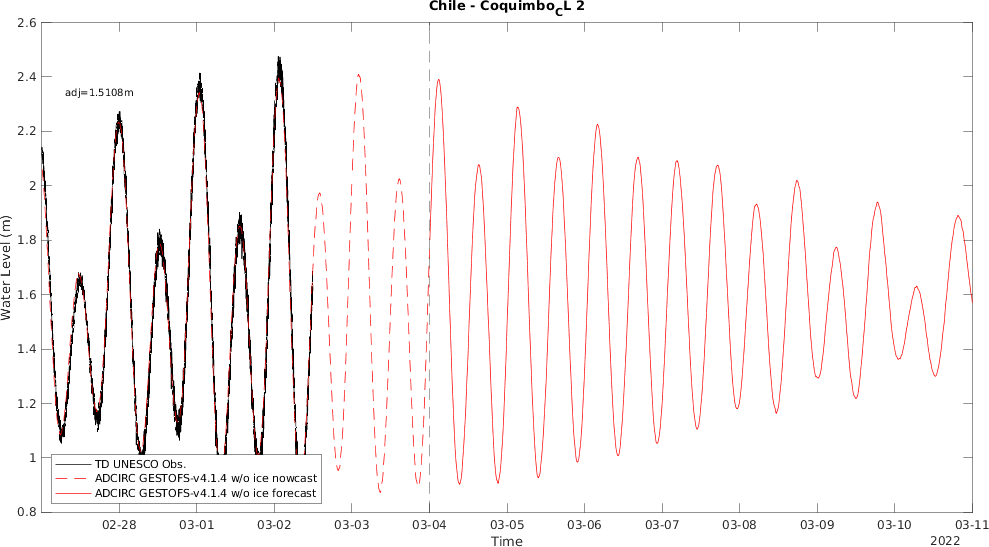 Chile - Coquimbo_CL 2
2.6
2.4
adj=1.5108m
2.2
2
1.8
Water Level (m)
1.6
1.4
1.2
1
TD UNESCO Obs.
ADCIRC GESTOFS-v4.1.4 w/o ice nowcast
ADCIRC GESTOFS-v4.1.4 w/o ice forecast
0.8
02-28 03-01 03-02 03-03 03-04 03-05 03-06 03-07 03-08 03-09 03-10 03-11
Time
2022